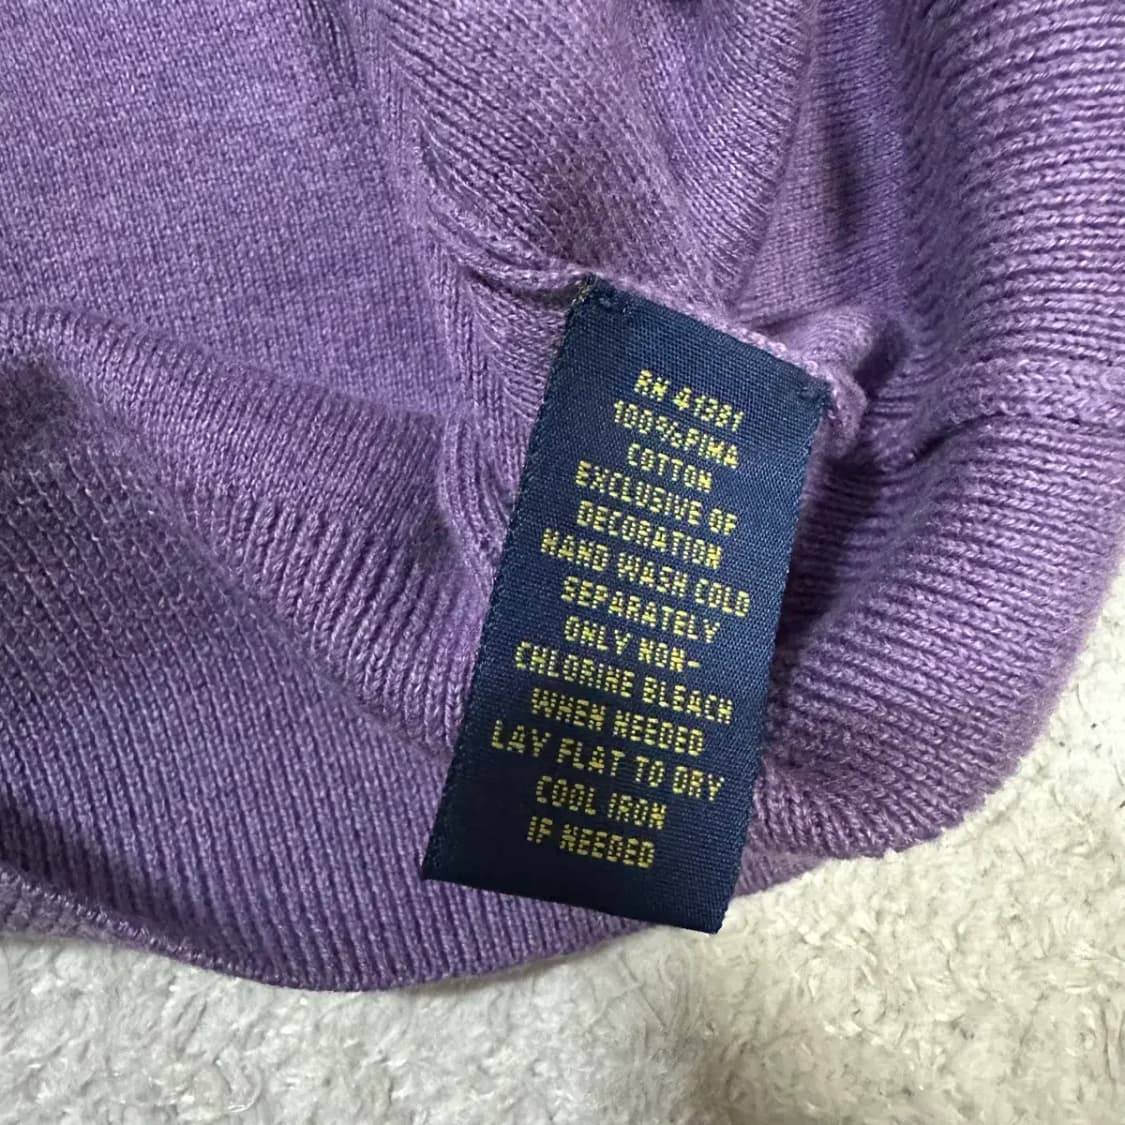 RN 41381
100%PIMA
COTTON
EXCLUSIVE OF
DECORATION
HAND WASH COLD
SEPARATELY
ONLY NON-
CHLORINE BLEACH
WHEN NEEDED
LAY FLAT TO DRY
COOL IRON
IF NEEDED